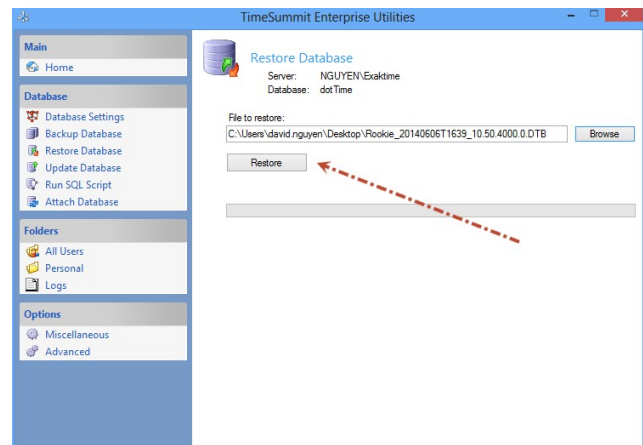 TimeSummit Enterprise Utilities
Main
Home
Database
Database Settings
Backup Database
Restore Database
Update Database
Run SQL Script
Attach Database
Folders
All Users
Personal
Logs
Options
Miscellaneous
Advanced
Restore Database
Server: NGUYEN\Exaktime
Database: dotTime
File to restore:
C:\Users\david.nguyen\Desktop\Rookie_20140606T1639_10.50.4000.0.DTB Browse
Restore